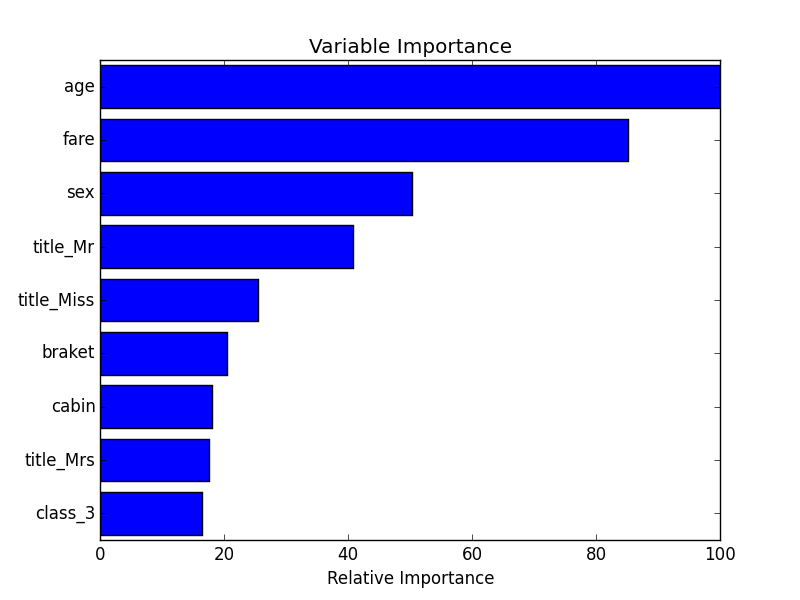 Variable Importance
age
fare
sex
title_Mr
title_Miss
braket
cabin
title_Mrs
class_3
0 20 40 60 80 100
Relative Importance